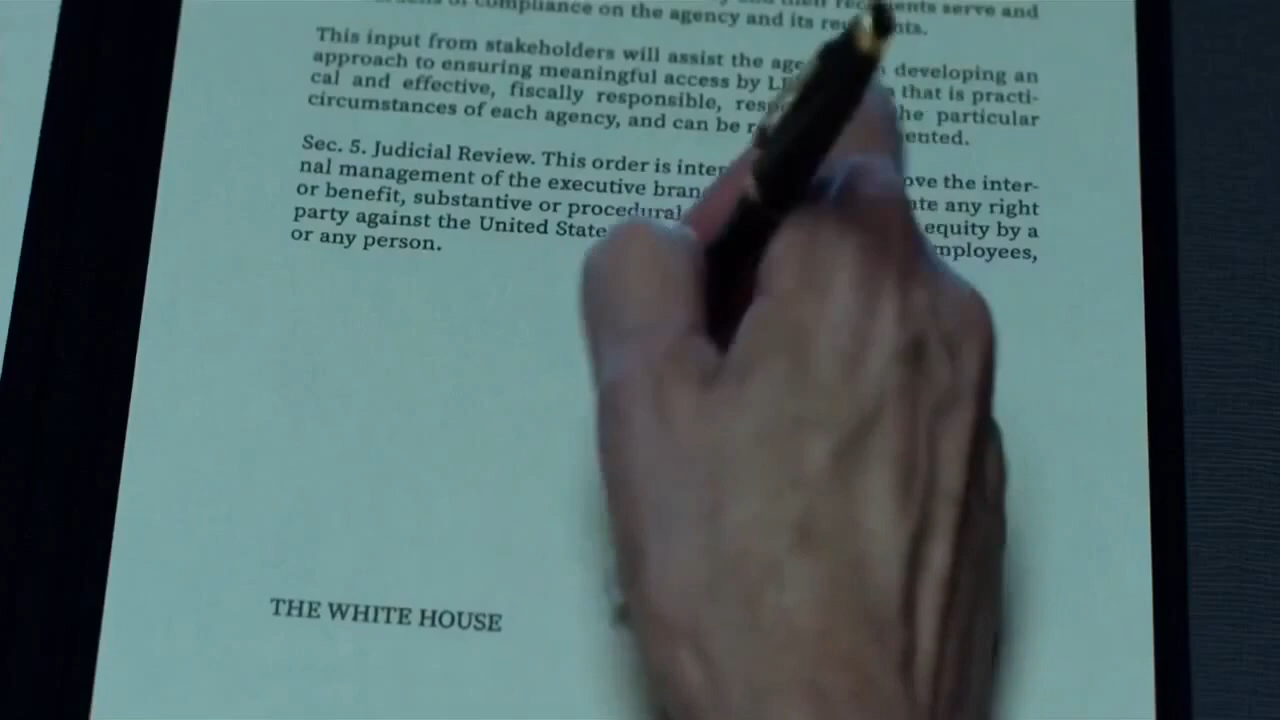 compliance on the agency and its
This input from stakeholders will assist the developing an
approach to ensuring meaningful access by that is practi-
cal and effective, fiscally responsible, he particular
circumstances of each agency, and can be ented.
Sec. 5. Judicial Review. This order is inte ove the inter-
nal management of the executive bran te any right
or benefit, substantive or procedural equity by a
party against the United State mployees,
or any person.
THE WHITE HOUSE